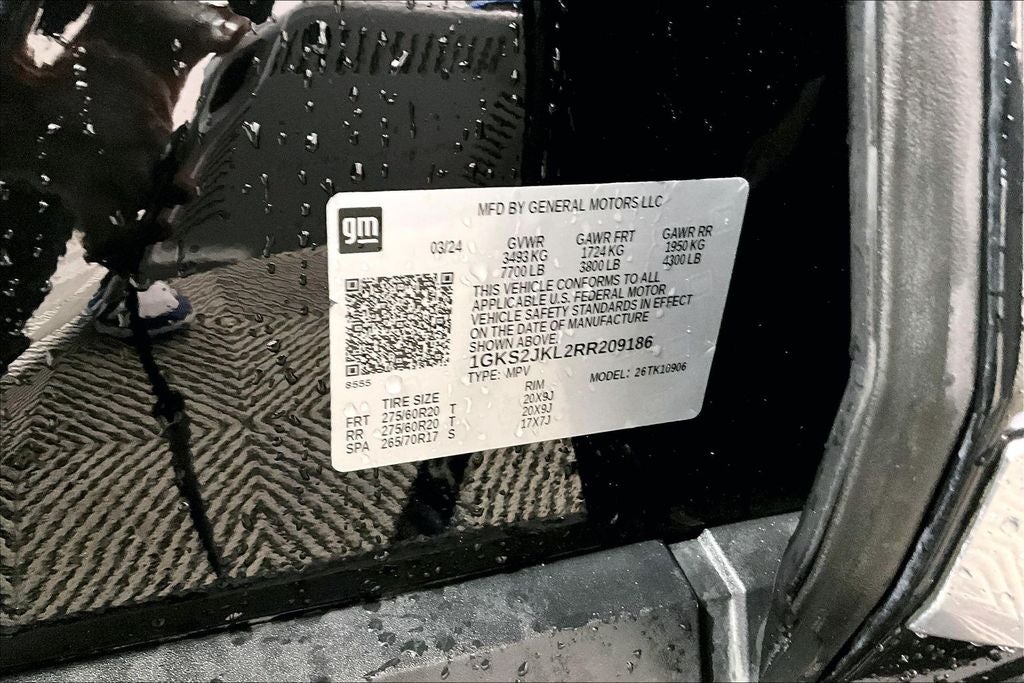 gm
MFD BY GENERAL MOTORS LLC
03/24
GVWR GAWR FRT GAWR RR
3493 KG 1724 KG 1950 KG
7700 LB 3800 LB 4300 LB
THIS VEHICLE CONFORMS TO ALL
APPLICABLE U.S. FEDERAL MOTOR
VEHICLE SAFETY STANDARDS IN EFFECT
ON THE DATE OF MANUFACTURE
SHOWN ABOVE.
1GKS2JKL2RR209186
TYPE: MPV MODEL: 26TK10906
8555
TIRE SIZE RIM
FRT 275/60R20 T 20X9J
RR 275/60R20 T 20X9J
SPA 265/70R17 S 17X7J